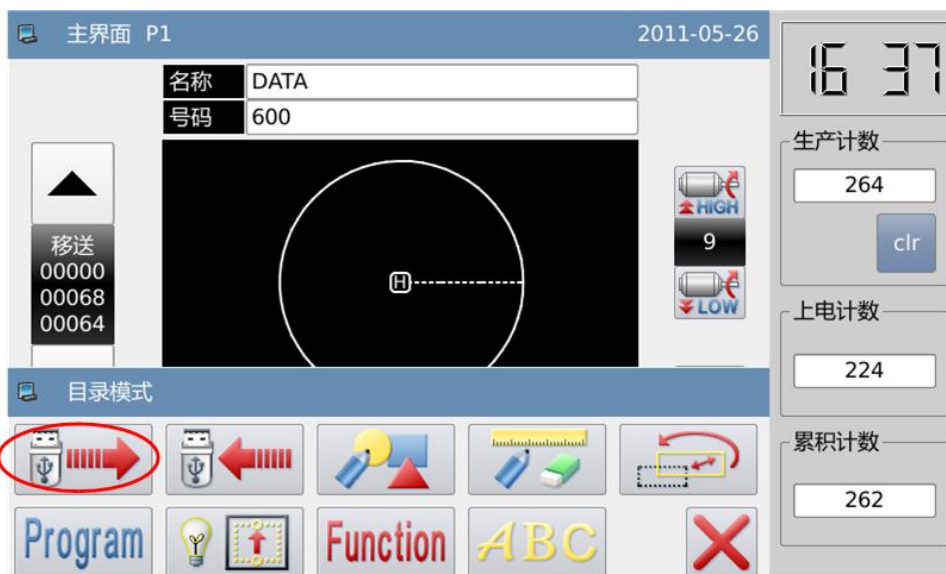 主界面 P1
2011-05-26
16 37
名称 DATA
号码 600
移送
00000
00068
00064
H
HIGH
9
LOW
生产计数
264
clr
上电计数
224
累积计数
262
目录模式
Program
Function
ABC